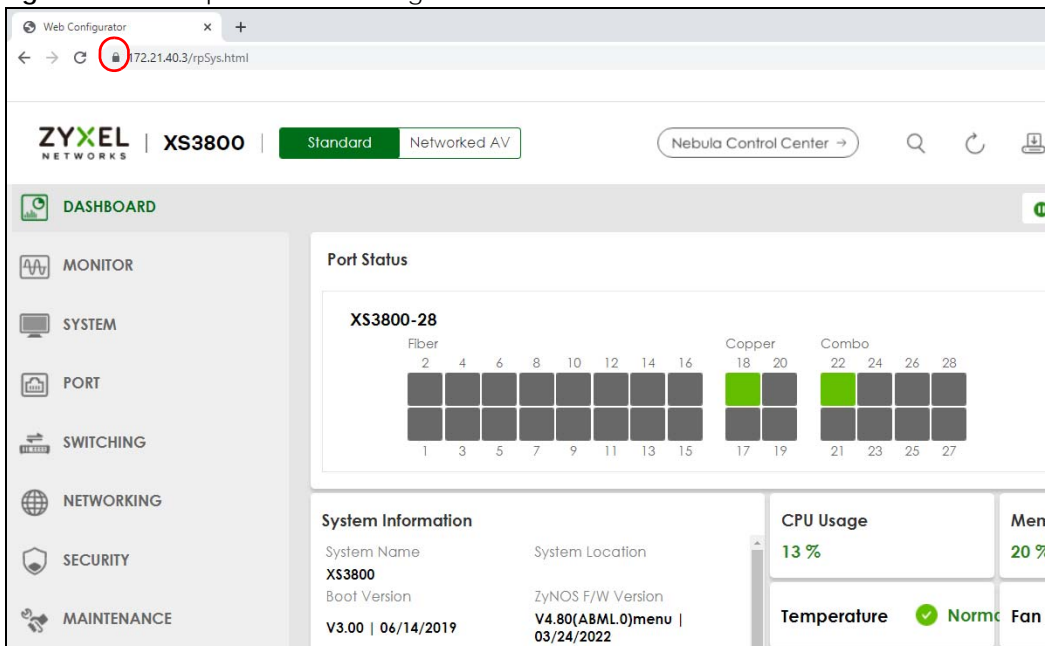 Web Configurator
172.21.40.3/rpSys.html
ZYXEL NETWORKS | XS3800 | Standard Networked AV Nebula Control Center →
DASHBOARD
MONITOR
SYSTEM
PORT
SWITCHING
NETWORKING
SECURITY
MAINTENANCE
Port Status
XS3800-28
Fiber Copper Combo
2 4 6 8 10 12 14 16 18 20 22 24 26 28
1 3 5 7 9 11 13 15 17 19 21 23 25 27
System Information
System Name System Location
XS3800
Boot Version ZyNOS F/W Version
V3.00 | 06/14/2019 V4.80(ABML.0)menu |
03/24/2022
CPU Usage
13 %
20 %
Temperature Fan